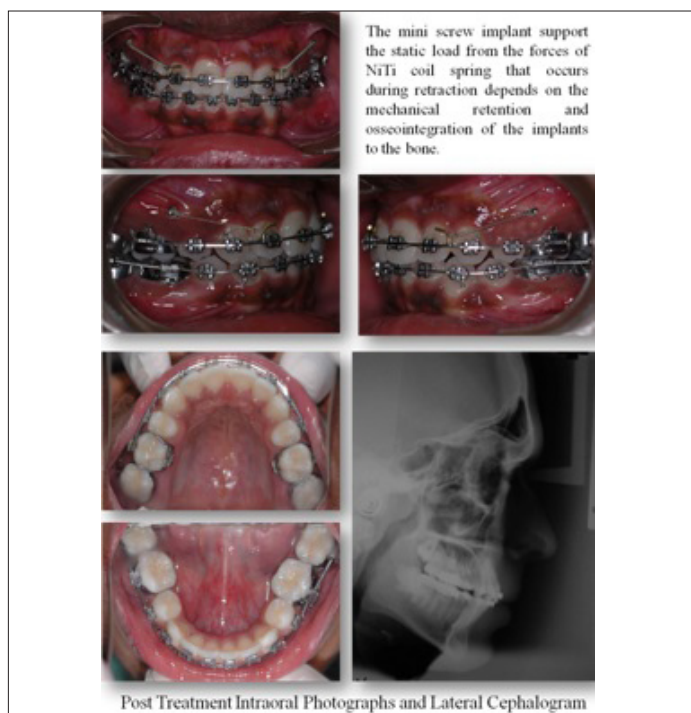 The mini screw implant support
the static load from the forces of
NiTi coil spring that occurs
during retraction depends on the
mechanical retention and
osseointegration of the implants
to the bone.
Post Treatment Intraoral Photographs and Lateral Cephalogram